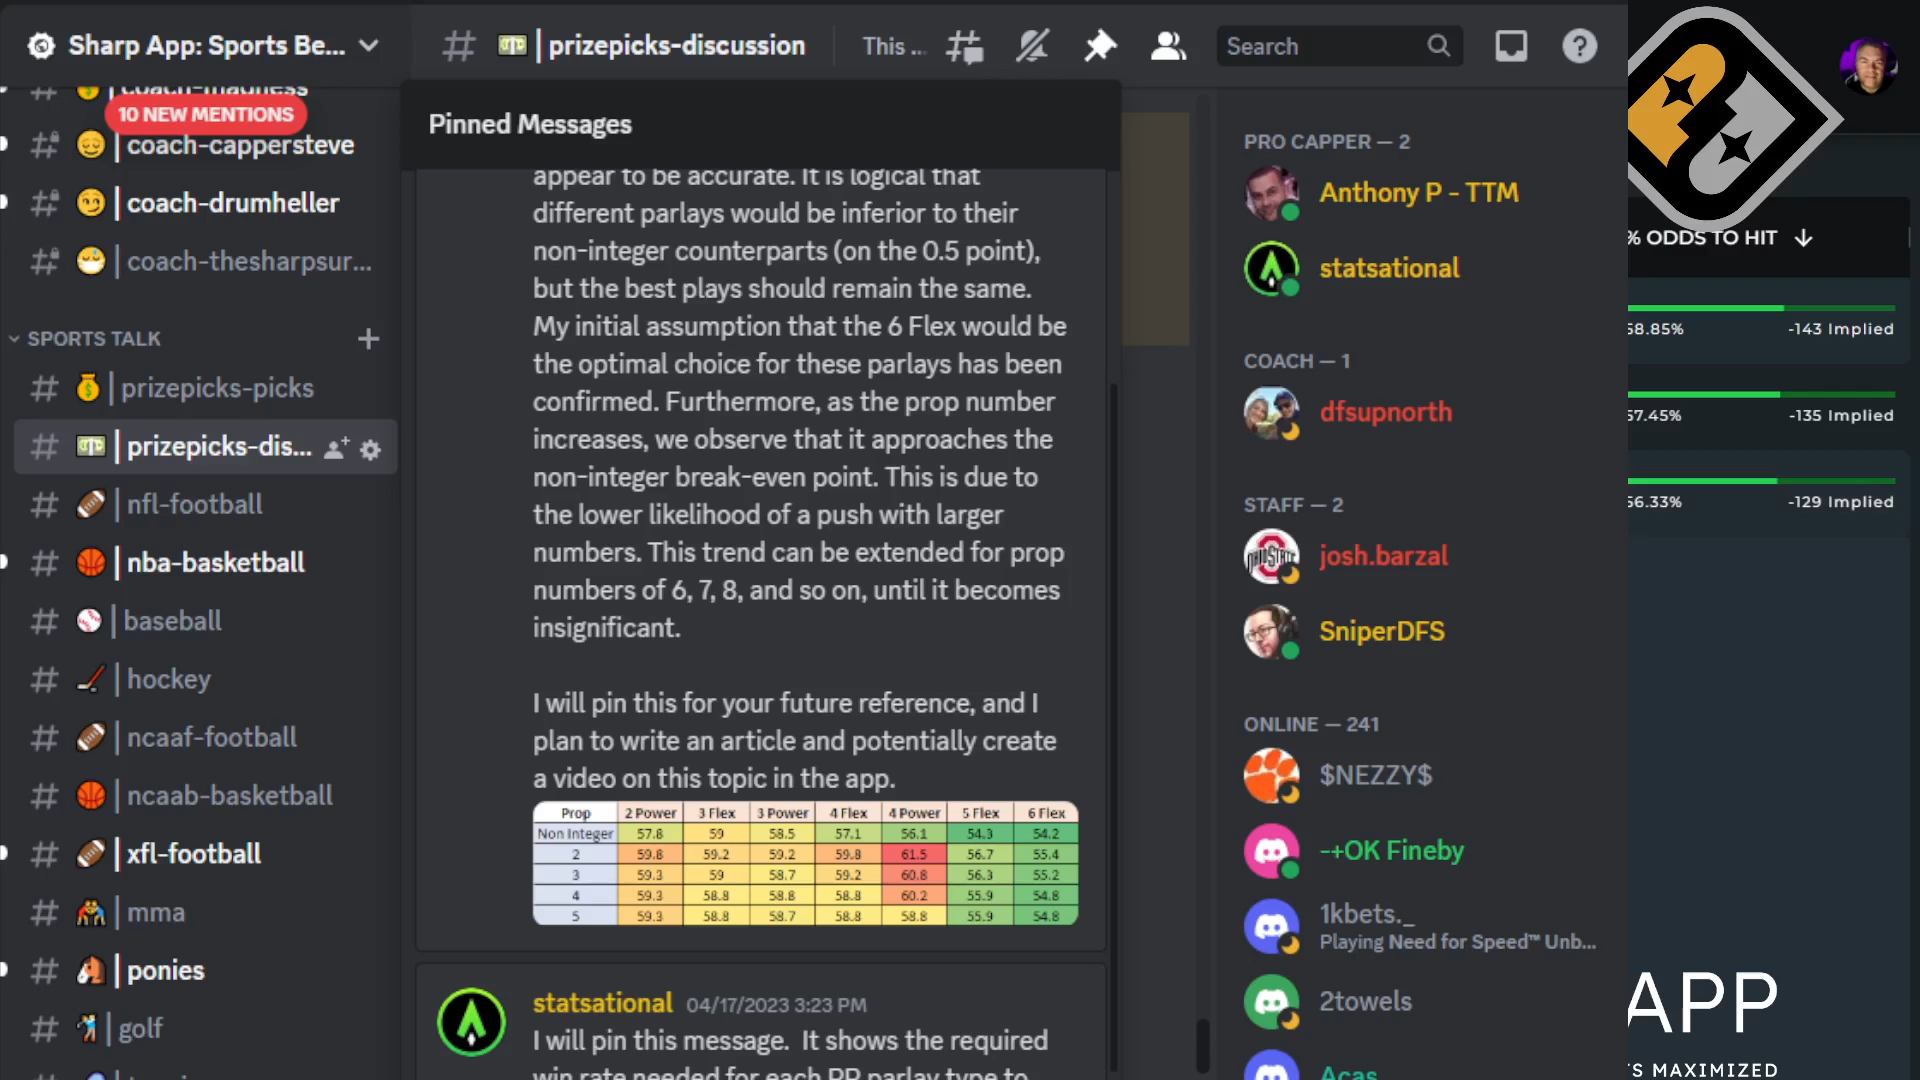 Sharp App: Sports Be...
prizepicks-discussion
This ...
Search
coach-madness
10 NEW MENTIONS
coach-cappersteve
coach-drumheller
coach-thesharpsur...
SPORTS TALK
prizepicks-picks
prizepicks-dis...
nfl-football
nba-basketball
baseball
hockey
ncaaf-football
ncaab-basketball
xfl-football
mma
ponies
golf
Pinned Messages
appear to be accurate. It is logical that
different parlays would be inferior to their
non-integer counterparts (on the 0.5 point),
but the best plays should remain the same.
My initial assumption that the 6 Flex would be
the optimal choice for these parlays has been
confirmed. Furthermore, as the prop number
increases, we observe that it approaches the
non-integer break-even point. This is due to
the lower likelihood of a push with larger
numbers. This trend can be extended for prop
numbers of 6, 7, 8, and so on, until it becomes
insignificant.
I will pin this for your future reference, and I
plan to write an article and potentially create
a video on this topic in the app.
Prop 2 Power 3 Flex 3 Power 4 Flex 4 Power 5 Flex 6 Flex
Non Integer 57.8 59 58.5 57.1 56.1 54.3 54.2
2 59.8 59.2 59.2 59.8 61.5 56.7 55.4
3 59.3 59 58.7 59.2 60.8 56.3 55.2
4 59.3 58.8 58.8 58.8 60.2 55.9 54.8
5 59.3 58.8 58.7 58.8 58.8 55.9 54.8
statsational 04/17/2023 3:23 PM
I will pin this message. It shows the required
win rate needed for each PP parlay type to
PRO CAPPER — 2
Anthony P - TTM
statsational
COACH — 1
dfsupnorth
STAFF — 2
josh.barzal
SniperDFS
ONLINE — 241
$NEZZY$
-+OK Fineby
1kbets._
Playing Need for Speed™ Unb...
2towels
Acas
% ODDS TO HIT
58.85% -143 Implied
57.45% -135 Implied
56.33% -129 Implied
APP
TS MAXIMIZED